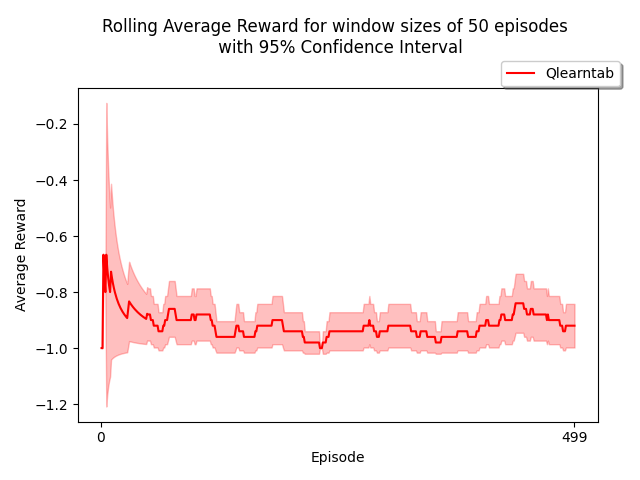 Rolling Average Reward for window sizes of 50 episodes
with 95% Confidence Interval
Qlearntab
Average Reward
−0.2
−0.4
−0.6
−0.8
−1.0
−1.2
0
499
Episode